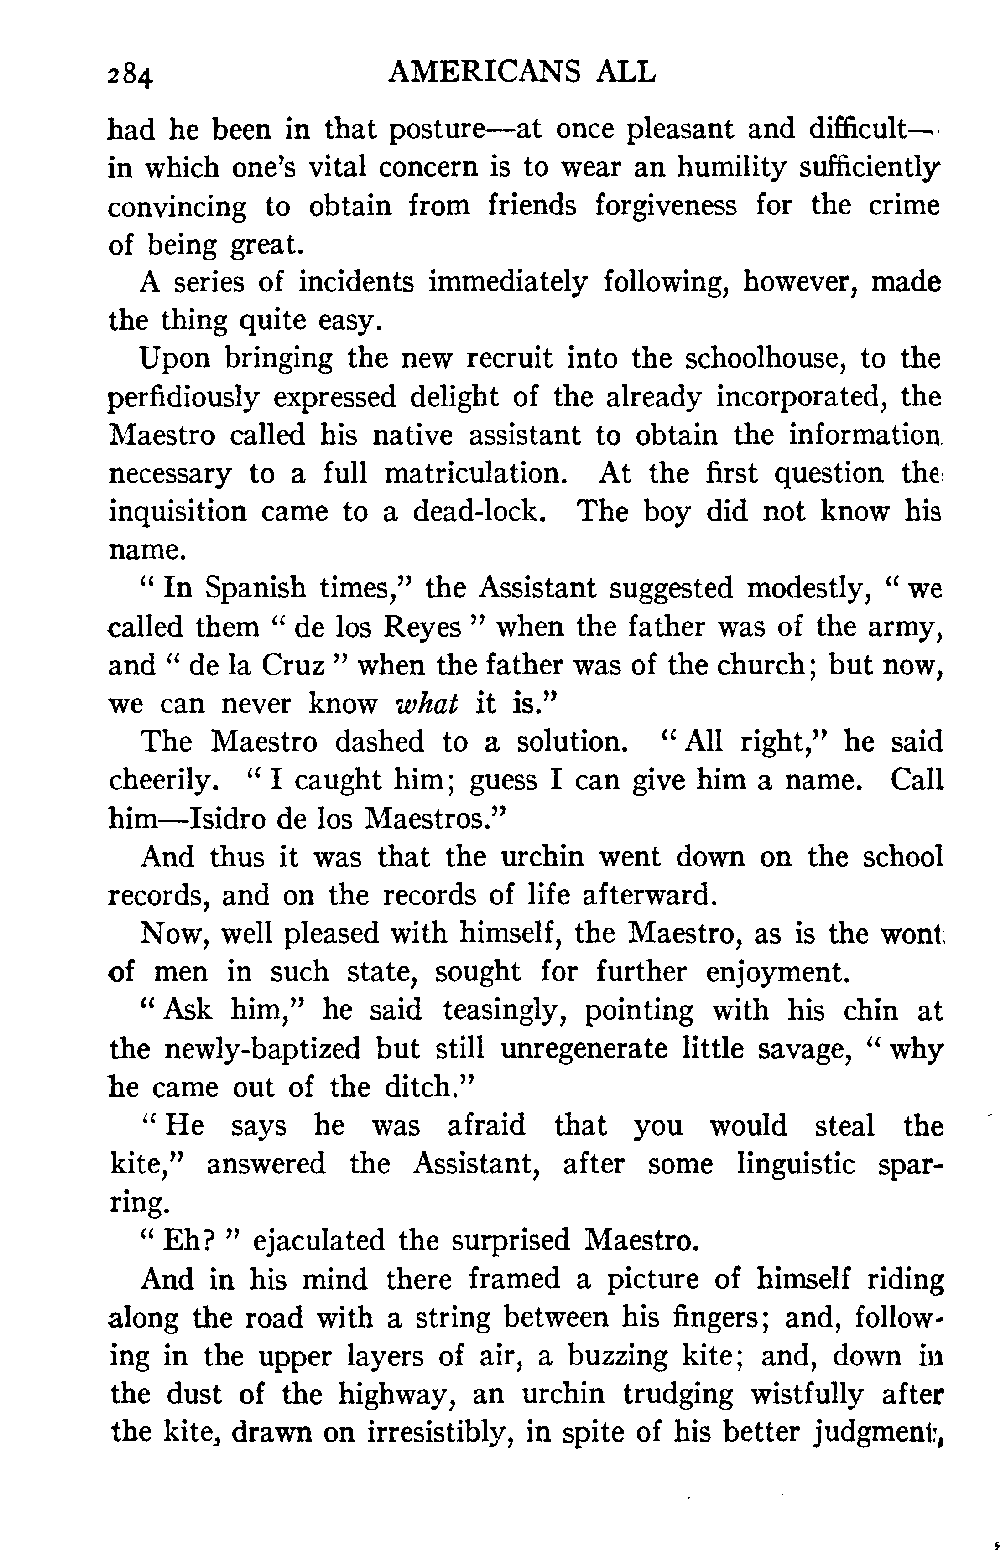 284 AMERICANS ALL
had he been in that posture—at once pleasant and difficult—
in which one's vital concern is to wear an humility sufficiently
convincing to obtain from friends forgiveness for the crime
of being great.
A series of incidents immediately following, however, made
the thing quite easy.
Upon bringing the new recruit into the schoolhouse, to the
perfidiously expressed delight of the already incorporated, the
Maestro called his native assistant to obtain the information
necessary to a full matriculation. At the first question the
inquisition came to a dead-lock. The boy did not know his
name.
" In Spanish times," the Assistant suggested modestly, " we
called them " de los Reyes " when the father was of the army,
and " de la Cruz " when the father was of the church; but now,
we can never know what it is."
The Maestro dashed to a solution. " All right," he said
cheerily. " I caught him; guess I can give him a name. Call
him—Isidro de los Maestros."
And thus it was that the urchin went down on the school
records, and on the records of life afterward.
Now, well pleased with himself, the Maestro, as is the wont
of men in such state, sought for further enjoyment.
" Ask him," he said teasingly, pointing with his chin at
the newly-baptized but still unregenerate little savage, " why
he came out of the ditch."
" He says he was afraid that you would steal the
kite," answered the Assistant, after some linguistic spar-
ring.
" Eh? " ejaculated the surprised Maestro.
And in his mind there framed a picture of himself riding
along the road with a string between his fingers; and, follow-
ing in the upper layers of air, a buzzing kite; and, down in
the dust of the highway, an urchin trudging wistfully after
the kite, drawn on irresistibly, in spite of his better judgment,